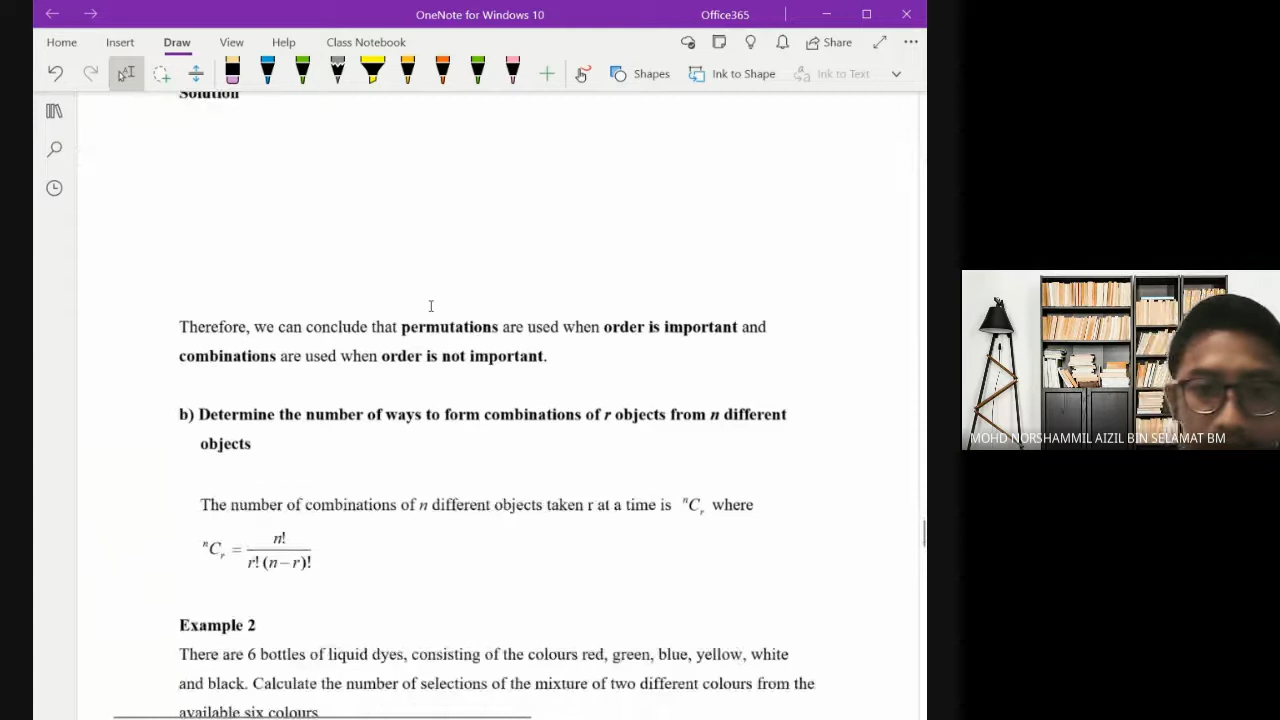 OneNote for Windows 10
Office365
Home
Insert
Draw
View
Help
Class Notebook
Share
Shapes
Ink to Shape
Ink to Text
Solution
Therefore, we can conclude that permutations are used when order is important and
combinations are used when order is not important.
b) Determine the number of ways to form combinations of r objects from n different
objects
The number of combinations of n different objects taken r at a time is ⁿCᵣ where
ⁿCᵣ = n! / r! (n − r)!
Example 2
There are 6 bottles of liquid dyes, consisting of the colours red, green, blue, yellow, white
and black. Calculate the number of selections of the mixture of two different colours from the
available six colours
MOHD NORSHAMMIL AIZIL BIN SELAMAT BM